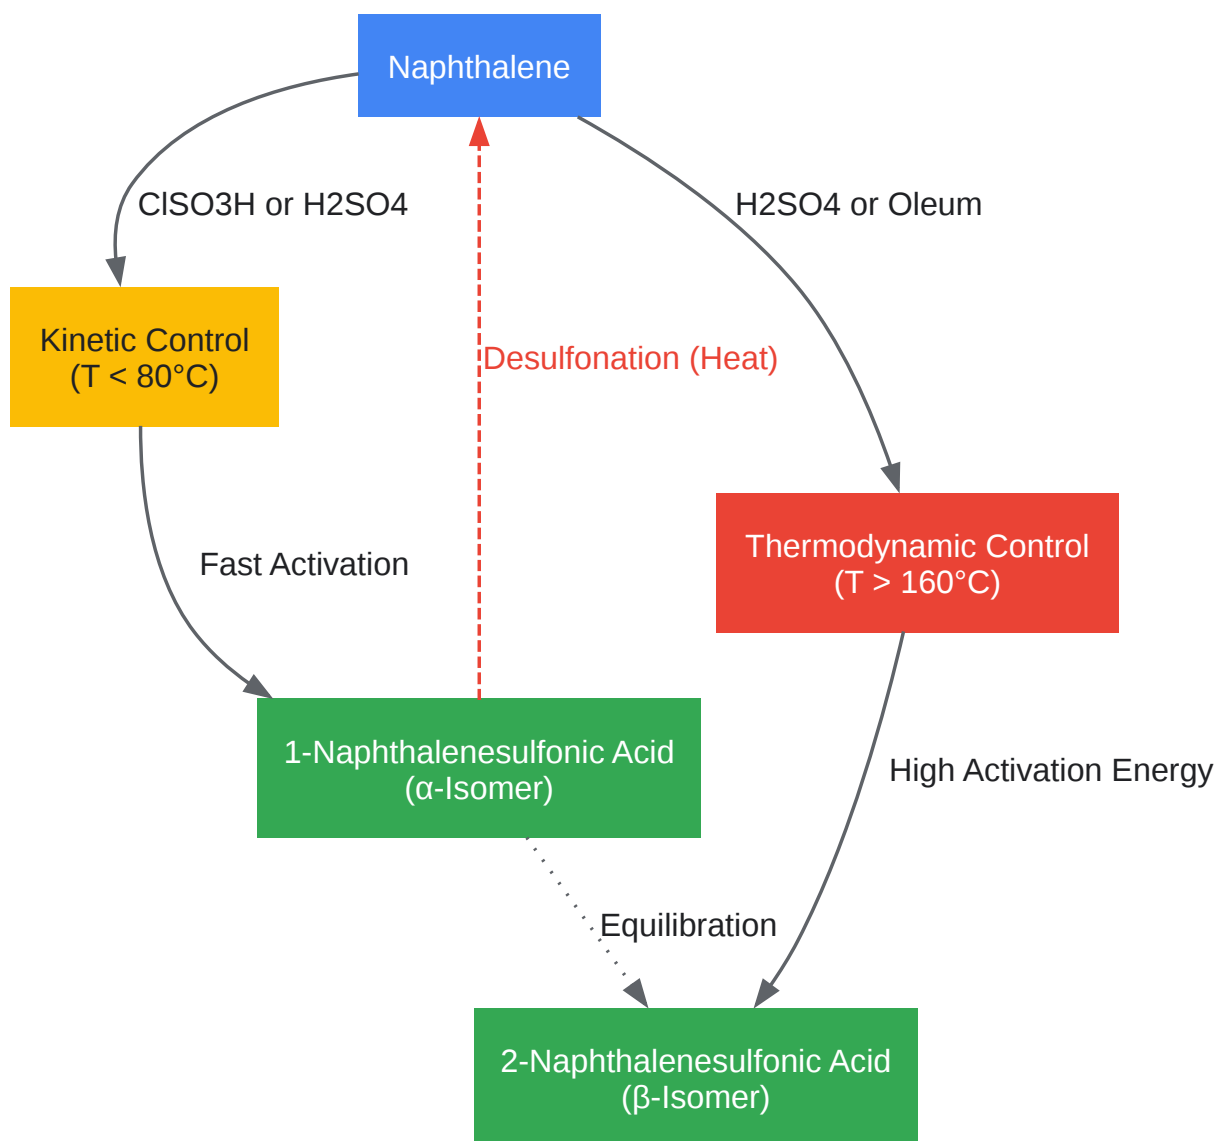 Naphthalene
ClSO3H or H2SO4
H2SO4 or Oleum
Kinetic Control
(T < 80°C)
Desulfonation (Heat)
Thermodynamic Control
(T > 160°C)
Fast Activation
1-Naphthalenesulfonic Acid
(α-Isomer)
High Activation Energy
Equilibration
2-Naphthalenesulfonic Acid
(β-Isomer)